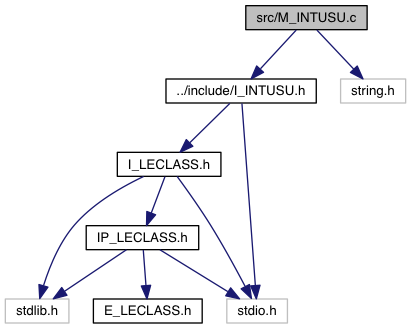 src/M_INTUSU.c
../include/I_INTUSU.h
string.h
I_LECLASS.h
IP_LECLASS.h
stdlib.h
E_LECLASS.h
stdio.h